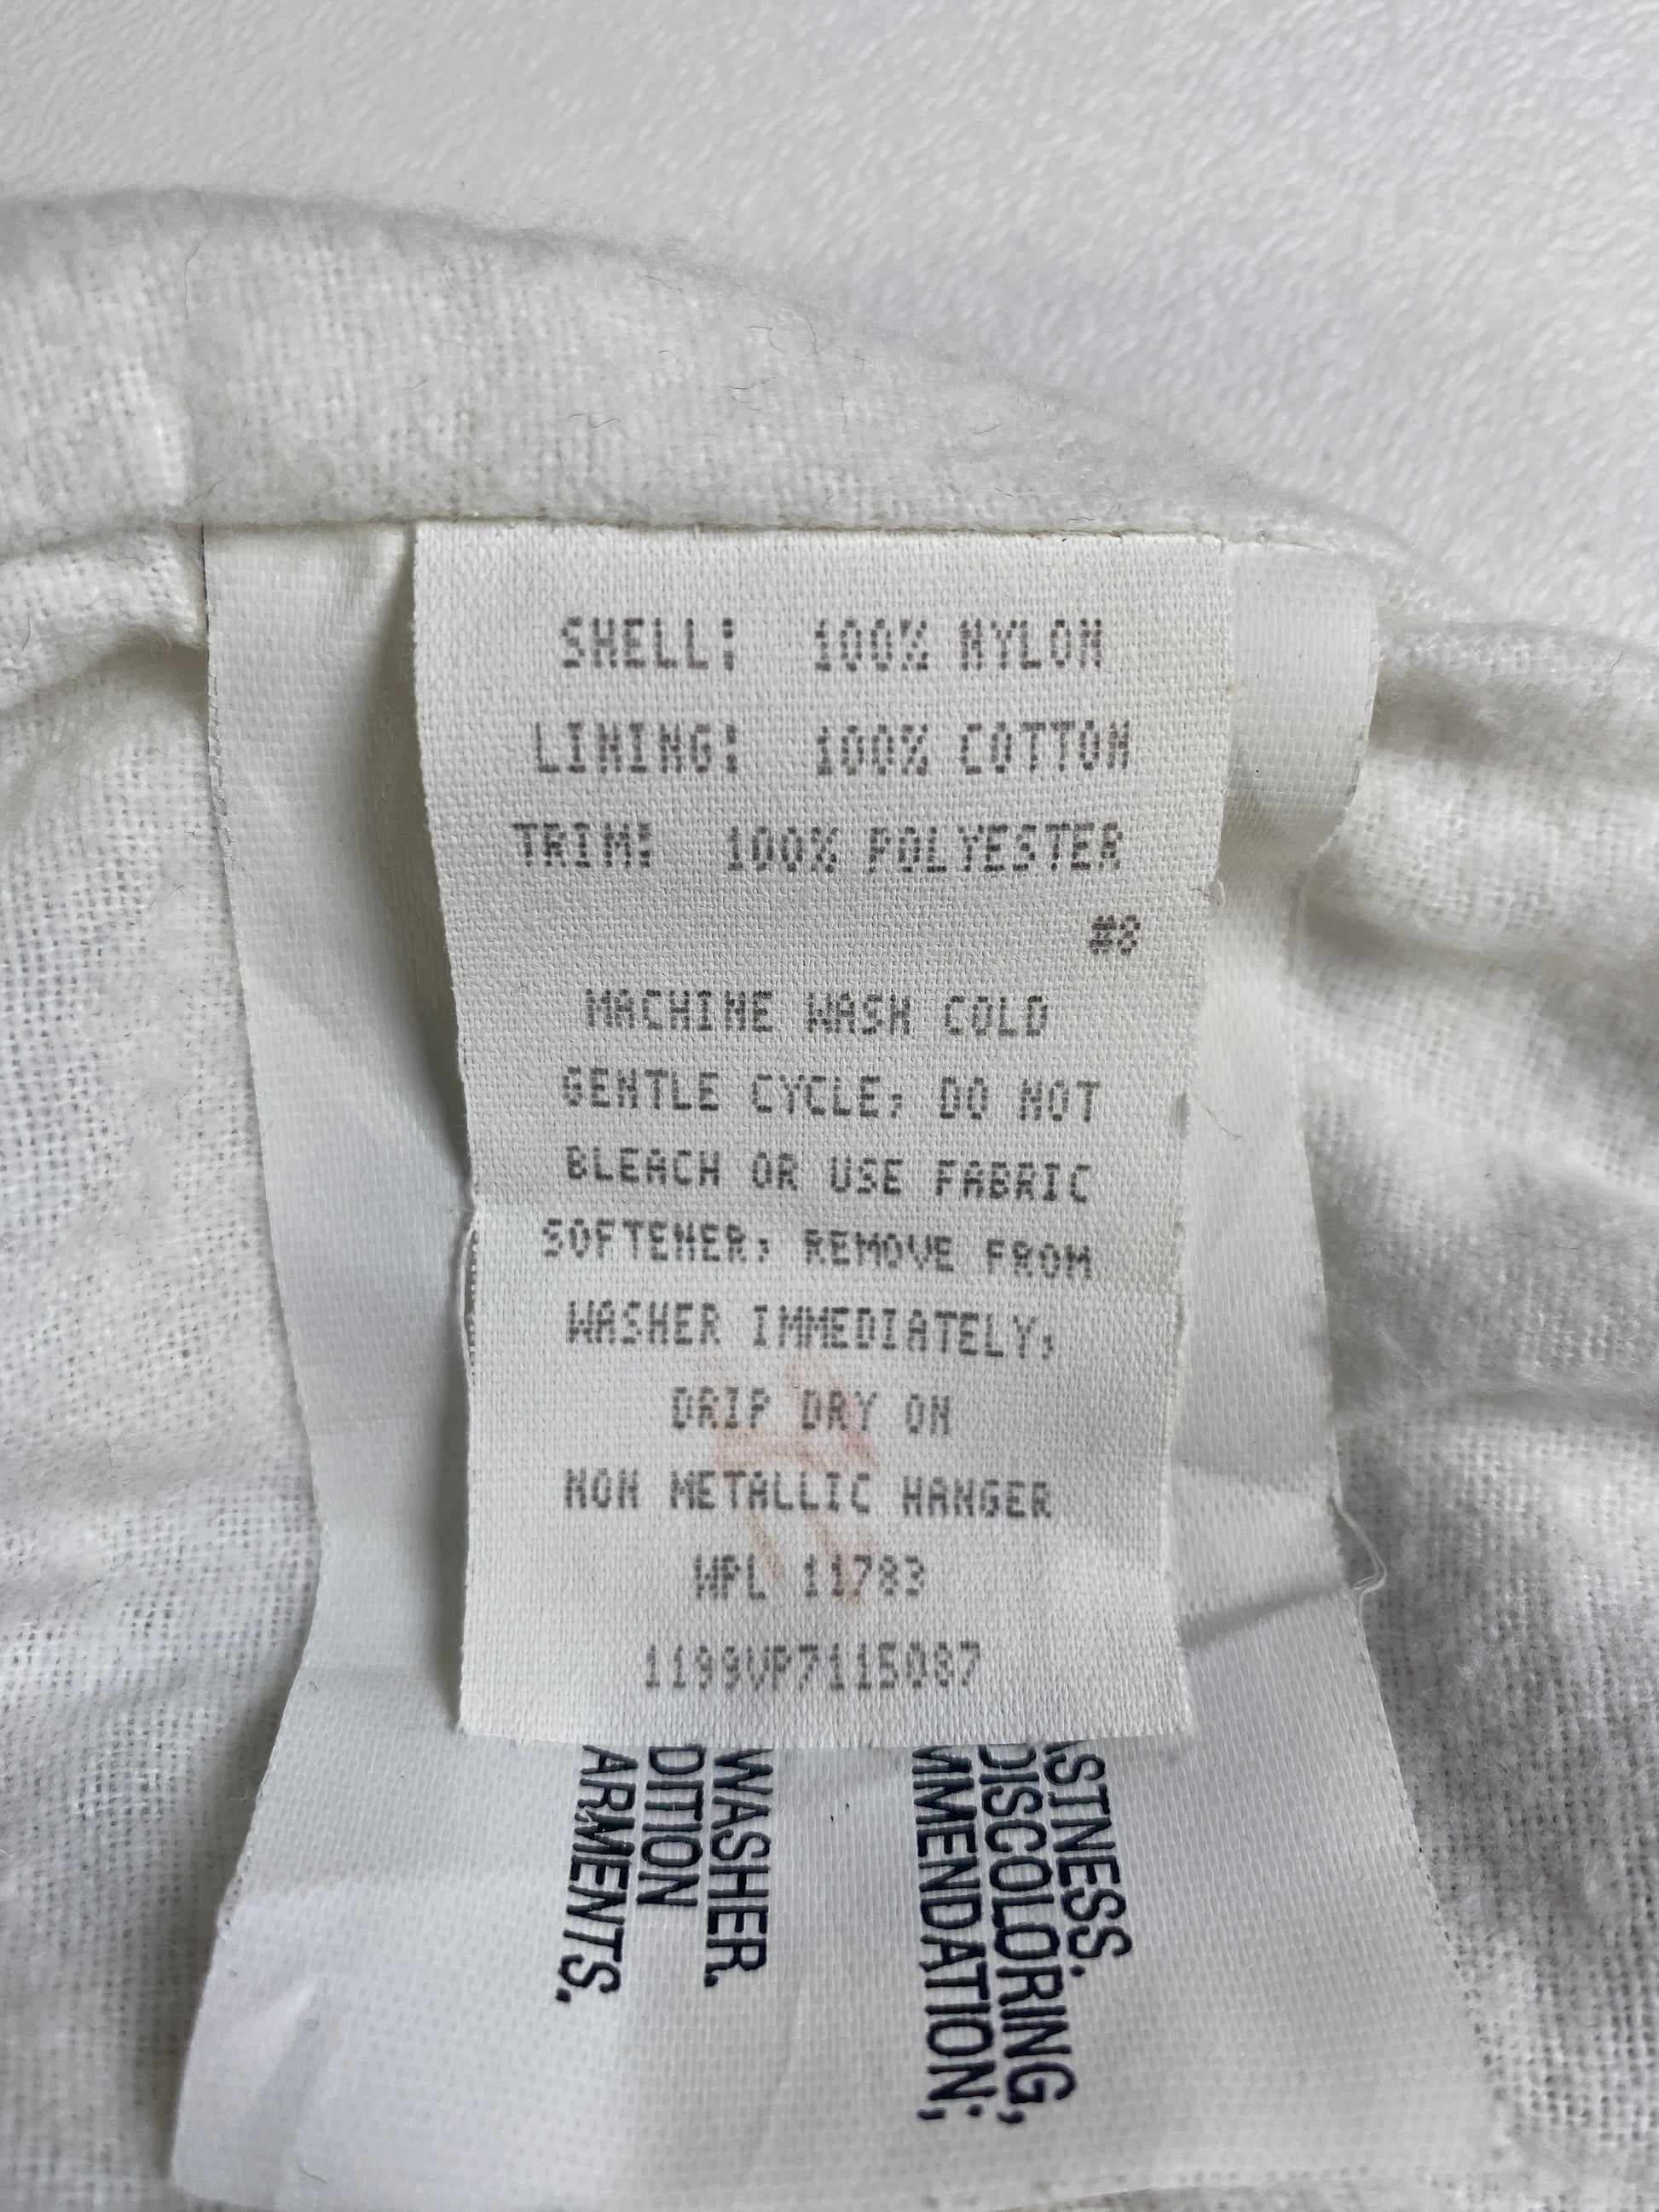 SHELL: 100% NYLON
LINING: 100% COTTON
TRIM: 100% POLYESTER
#8
MACHINE WASH COLD
GENTLE CYCLE, DO NOT
BLEACH OR USE FABRIC
SOFTENER, REMOVE FROM
WASHER IMMEDIATELY,
DRIP DRY ON
NON METALLIC HANGER
WPL 11783
1199VP7115087
ASTNESS.
DISCOLORING,
MMENDATION;
WASHER.
DITION
ARMENTS.